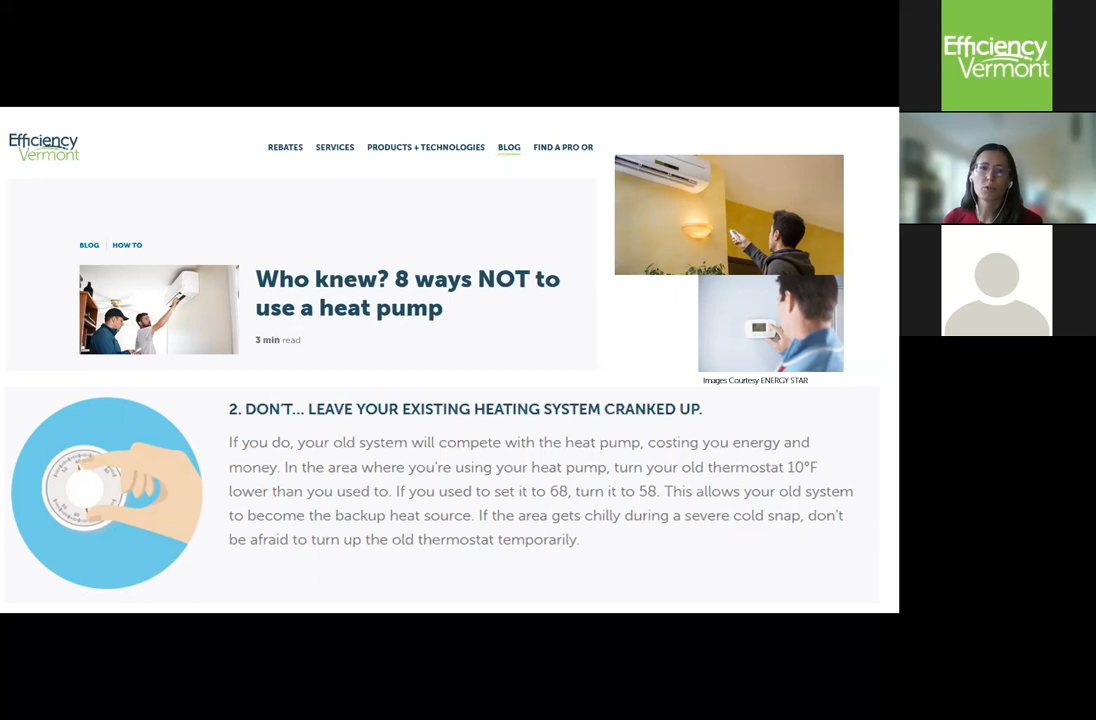 Efficiency
Vermont
Efficiency
Vermont
REBATES SERVICES PRODUCTS + TECHNOLOGIES BLOG FIND A PRO OR
BLOG HOW TO
Who knew? 8 ways NOT to
use a heat pump
3 min read
Images Courtesy ENERGY STAR
2. DON'T... LEAVE YOUR EXISTING HEATING SYSTEM CRANKED UP.
If you do, your old system will compete with the heat pump, costing you energy and
money. In the area where you're using your heat pump, turn your old thermostat 10°F
lower than you used to. If you used to set it to 68, turn it to 58. This allows your old system
to become the backup heat source. If the area gets chilly during a severe cold snap, don't
be afraid to turn up the old thermostat temporarily.